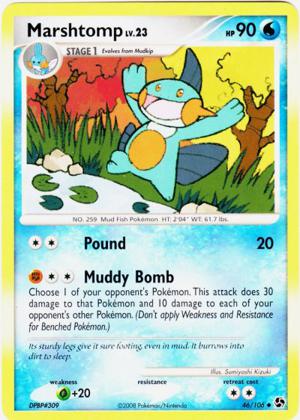 Marshtomp LV.23
HP 90
STAGE 1 Evolves from Mudkip
NO. 259 Mud Fish Pokémon HT: 2'04" WT: 61.7 lbs.
Pound 20
Muddy Bomb
Choose 1 of your opponent's Pokémon. This attack does 30
damage to that Pokémon and 10 damage to each of your
opponent's other Pokémon. (Don't apply Weakness and
Resistance for Benched Pokémon.)
Its sturdy legs give it sure footing, even in mud. It burrows into
dirt to sleep.
weakness resistance retreat cost
+20
Illus. Sumiyoshi Kizuki
DPBP#309 ©2008 Pokémon/Nintendo 46/106